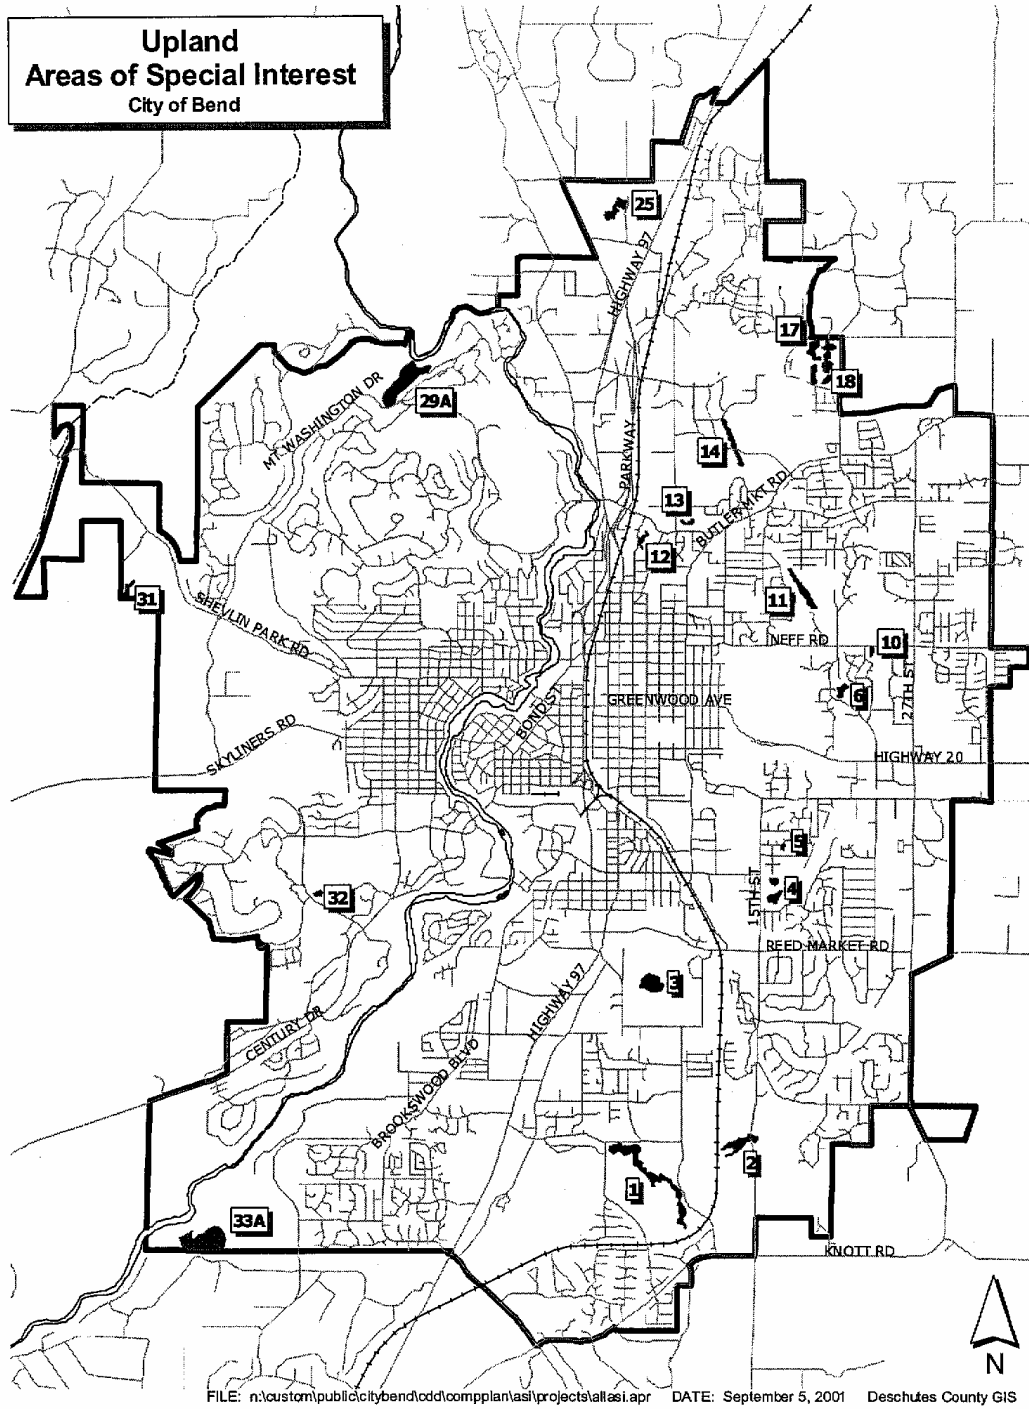 Upland
Areas of Special Interest
City of Bend
25
HIGHWAY 97
17
18
MT WASHINGTON DR
29A
PARKWAY
14
13
BUTLER MKT RD
12
11
31
SHEVLIN PARK RD
NEFF RD
10
27TH ST
6
GREENWOOD AVE
BOND ST
SKYLINERS RD
HIGHWAY 20
5
15TH ST
4
32
REED MARKET RD
3
HIGHWAY 97
CENTURY DR
BROOKSWOOD BLVD
2
1
33A
KNOTT RD
N
FILE: n:\custom\public\citybend\cdd\compplan\asi\projects\allasi.apr DATE: September 5, 2001 Deschutes County GIS